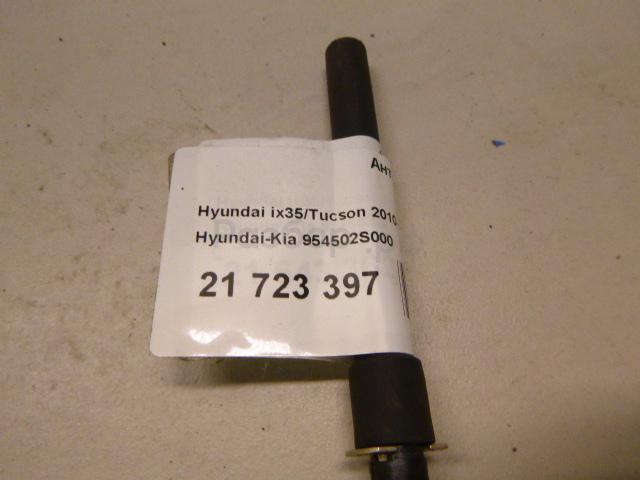 Ант
Hyundai ix35/Tucson 2010
Hyundai-Kia 954502S000
21 723 397